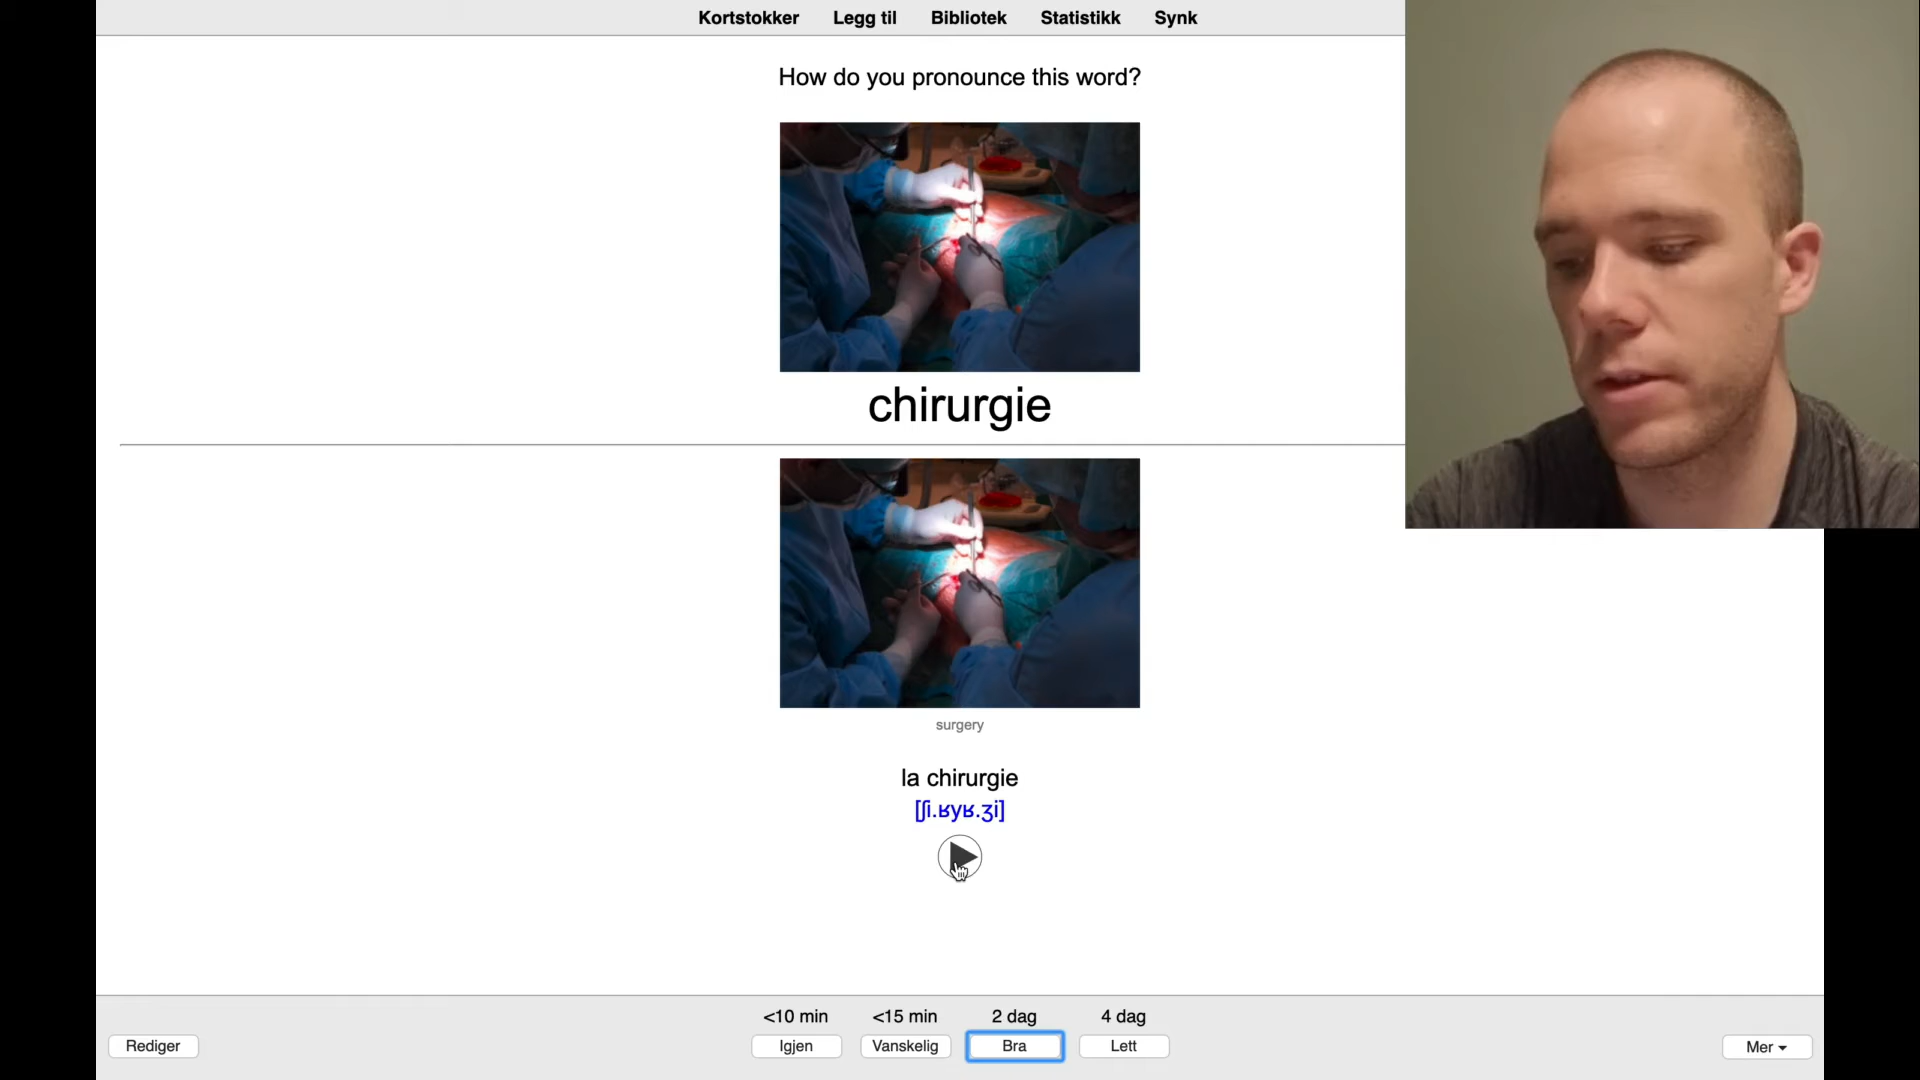 Kortstokker Legg til Bibliotek Statistikk Synk
How do you pronounce this word?
chirurgie
surgery
la chirurgie
[ʃi.ʁyʁ.ʒi]
<10 min <15 min 2 dag 4 dag
Rediger Igjen Vanskelig Bra Lett Mer